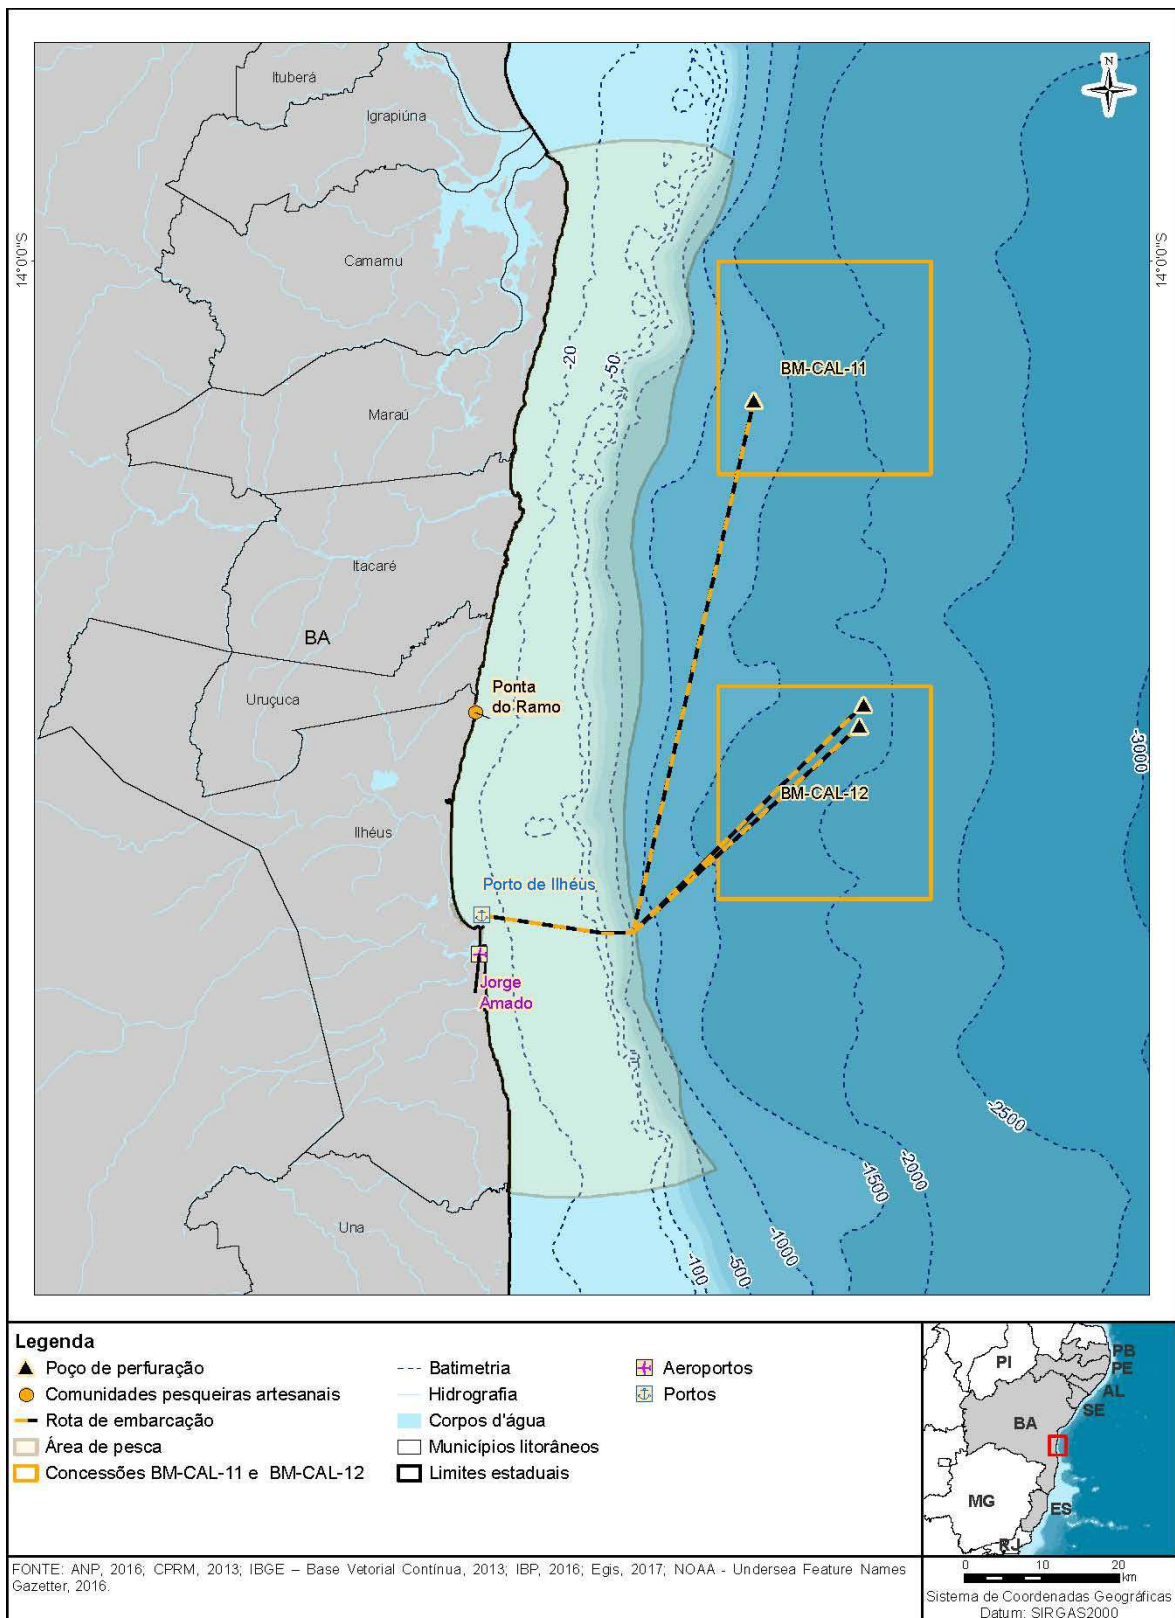 N
Ituberá
Igrapiúna
14°0'0"S
14°0'0"S
Camamu
-20
-50
BM-CAL-11
Maraú
Itacaré
BA
Ponta
do Ramo
Uruçuca
-3000
BM-CAL-12
Ilhéus
Porto de Ilhéus
Jorge
Amado
-2500
-2000
-1500
Una
-1000
-500
-100
Legenda
Poço de perfuração
Comunidades pesqueiras artesanais
Rota de embarcação
Área de pesca
Concessões BM-CAL-11 e BM-CAL-12
Batimetria
Hidrografia
Corpos d'água
Municípios litorâneos
Limites estaduais
Aeroportos
Portos
PI
PB
PE
AL
SE
BA
MG
ES
RJ
0 10 20
km
FONTE: ANP, 2016; CPRM, 2013; IBGE – Base Vetorial Contínua, 2013; IBP, 2016; Egis, 2017; NOAA - Undersea Feature Names
Gazetter, 2016.
Sistema de Coordenadas Geográficas
Datum: SIRGAS2000